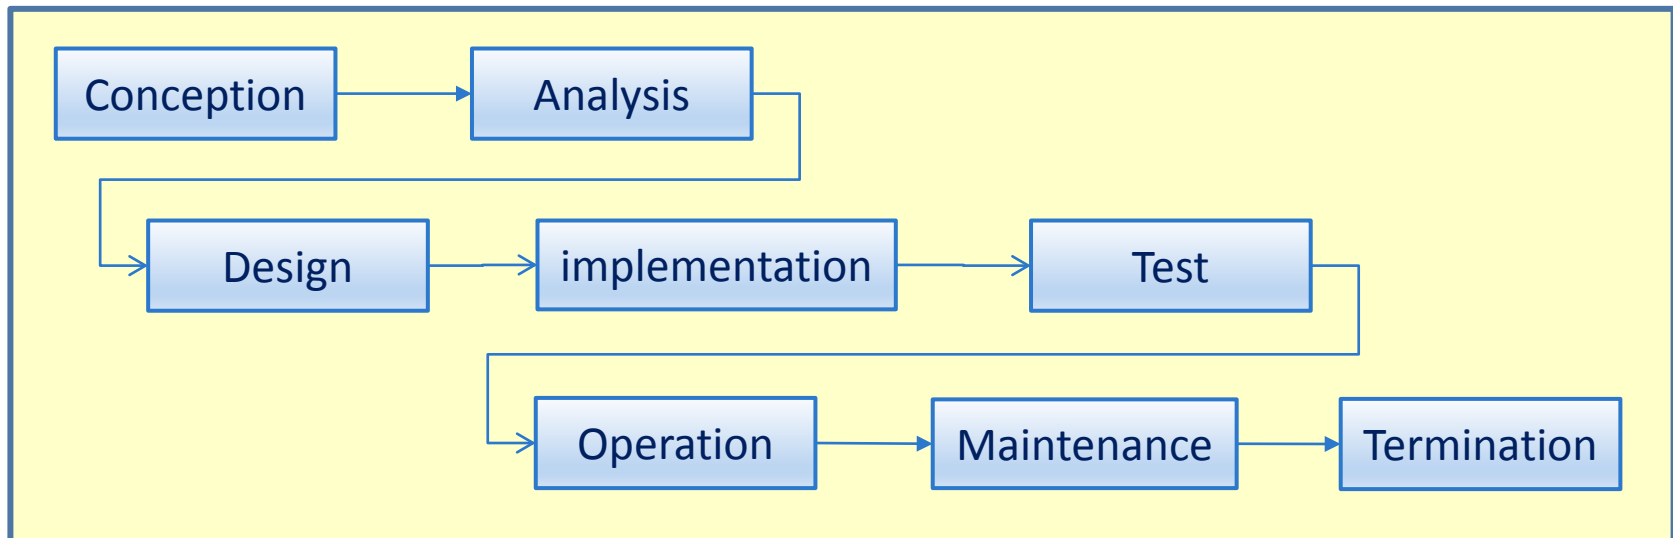 Conception
Analysis
Design
implementation
Test
Operation
Maintenance
Termination